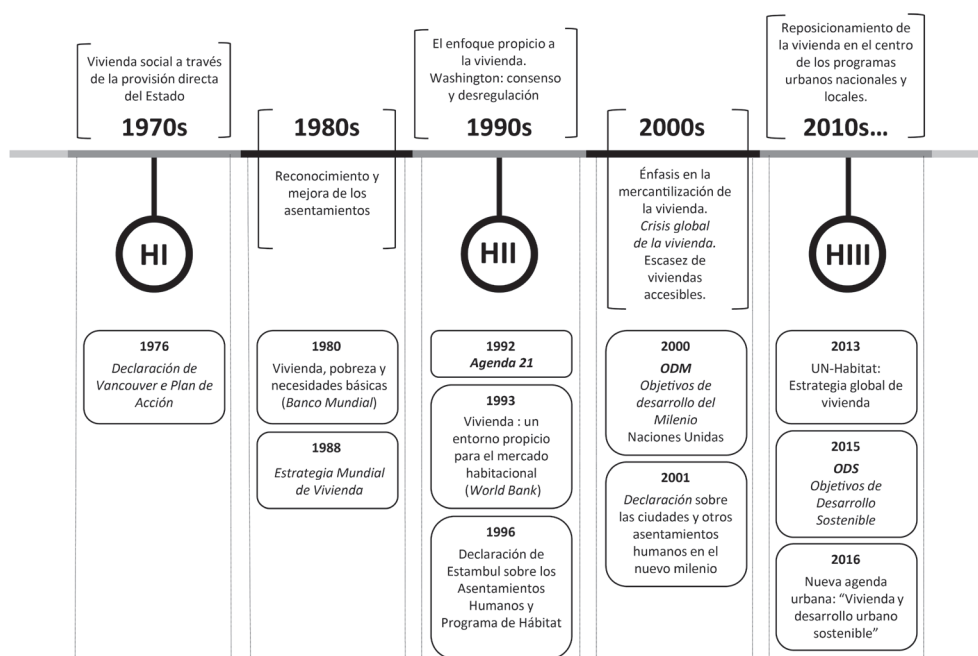 Vivienda social a través
de la provisión directa
del Estado
1970s
HI
1976
Declaración de
Vancouver e Plan de
Acción
1980s
Reconocimiento y
mejora de los
asentamientos
1980
Vivienda, pobreza y
necesidades básicas
(Banco Mundial)
1988
Estrategia Mundial
de Vivienda
El enfoque propicio a
la vivienda.
Washington: consenso
y desregulación
1990s
HII
1992
Agenda 21
1993
Vivienda : un
entorno propicio
para el mercado
habitacional
(World Bank)
1996
Declaración de
Estambul sobre los
Asentamientos
Humanos y
Programa de Hábitat
2000s
Énfasis en la
mercantilización de
la vivienda.
Crisis global
de la vivienda.
Escasez de
viviendas
accesibles.
2000
ODM
Objetivos de
desarrollo del
Milenio
Naciones Unidas
2001
Declaración sobre
las ciudades y otros
asentamientos
humanos en el
nuevo milenio
Reposicionamiento de
la vivienda en el centro
de los programas
urbanos nacionales y
locales.
2010s...
HIII
2013
UN-Habitat:
Estrategia global de
vivienda
2015
ODS
Objetivos de
Desarrollo
Sostenible
2016
Nueva agenda
urbana: “Vivienda y
desarrollo urbano
sostenible”